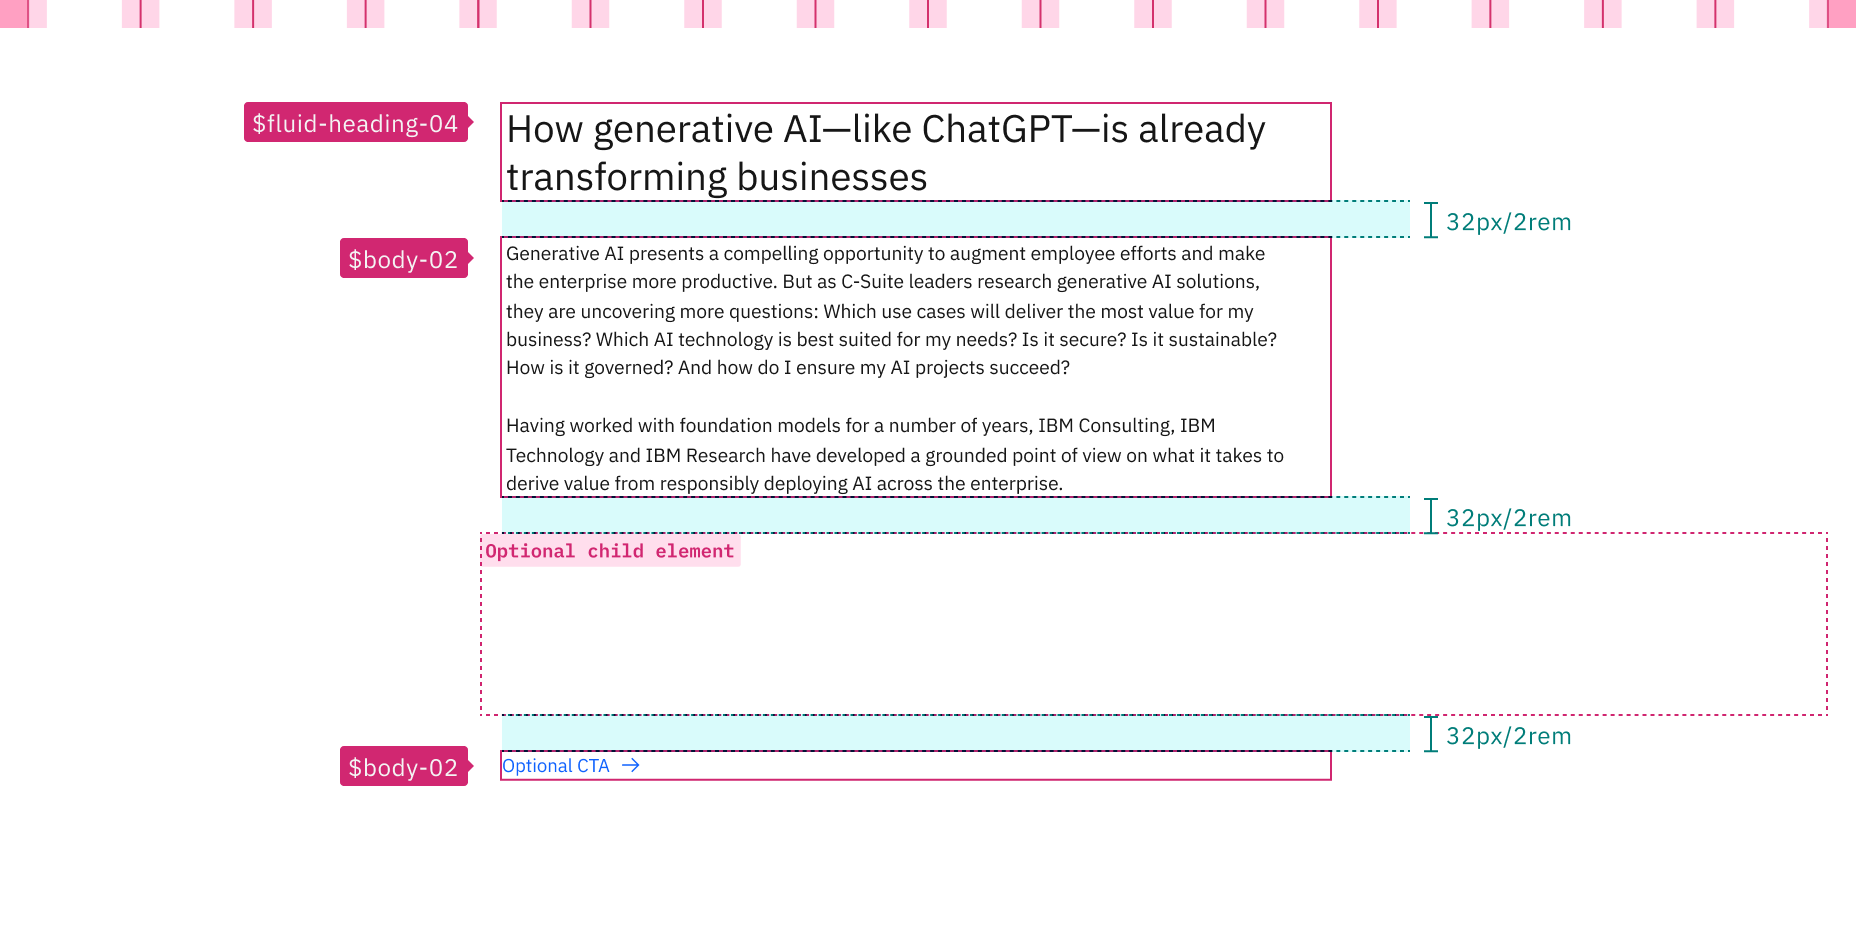 $fluid-heading-04
How generative AI—like ChatGPT—is already
transforming businesses
32px/2rem
$body-02
Generative AI presents a compelling opportunity to augment employee efforts and make
the enterprise more productive. But as C-Suite leaders research generative AI solutions,
they are uncovering more questions: Which use cases will deliver the most value for my
business? Which AI technology is best suited for my needs? Is it secure? Is it sustainable?
How is it governed? And how do I ensure my AI projects succeed?
Having worked with foundation models for a number of years, IBM Consulting, IBM
Technology and IBM Research have developed a grounded point of view on what it takes to
derive value from responsibly deploying AI across the enterprise.
32px/2rem
Optional child element
32px/2rem
$body-02
Optional CTA →